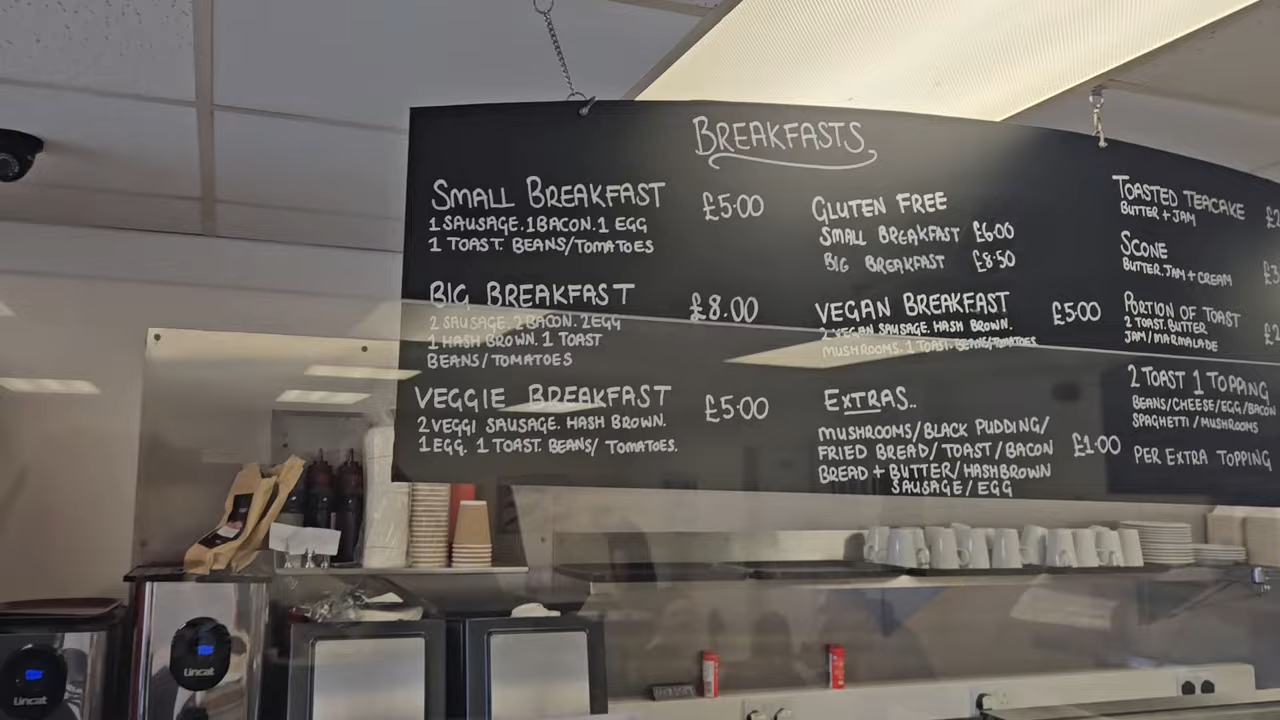 BREAKFASTS
SMALL BREAKFAST £5.00
1 SAUSAGE. 1 BACON. 1 EGG
1 TOAST. BEANS/TOMATOES
BIG BREAKFAST £8.00
2 SAUSAGE. 2 BACON. 2 EGG
1 HASH BROWN. 1 TOAST
BEANS/TOMATOES
VEGGIE BREAKFAST £5.00
2 VEGGI SAUSAGE. HASH BROWN.
1 EGG. 1 TOAST. BEANS/ TOMATOES.
GLUTEN FREE
SMALL BREAKFAST £6.00
BIG BREAKFAST £8.50
VEGAN BREAKFAST £5.00
2 VEGAN SAUSAGE. HASH BROWN.
MUSHROOMS. 1 TOAST. BEANS/TOMATOES
EXTRAS..
MUSHROOMS/BLACK PUDDING/
FRIED BREAD/TOAST/BACON £1.00
BREAD + BUTTER/HASHBROWN
SAUSAGE/EGG
TOASTED TEACAKE
BUTTER + JAM
SCONE
BUTTER. JAM + CREAM
PORTION OF TOAST
2 TOAST. BUTTER
JAM/MARMALADE
2 TOAST 1 TOPPING
BEANS/CHEESE/EGG/BACON
SPAGHETTI/MUSHROOMS
PER EXTRA TOPPING
Lincat
Lincat